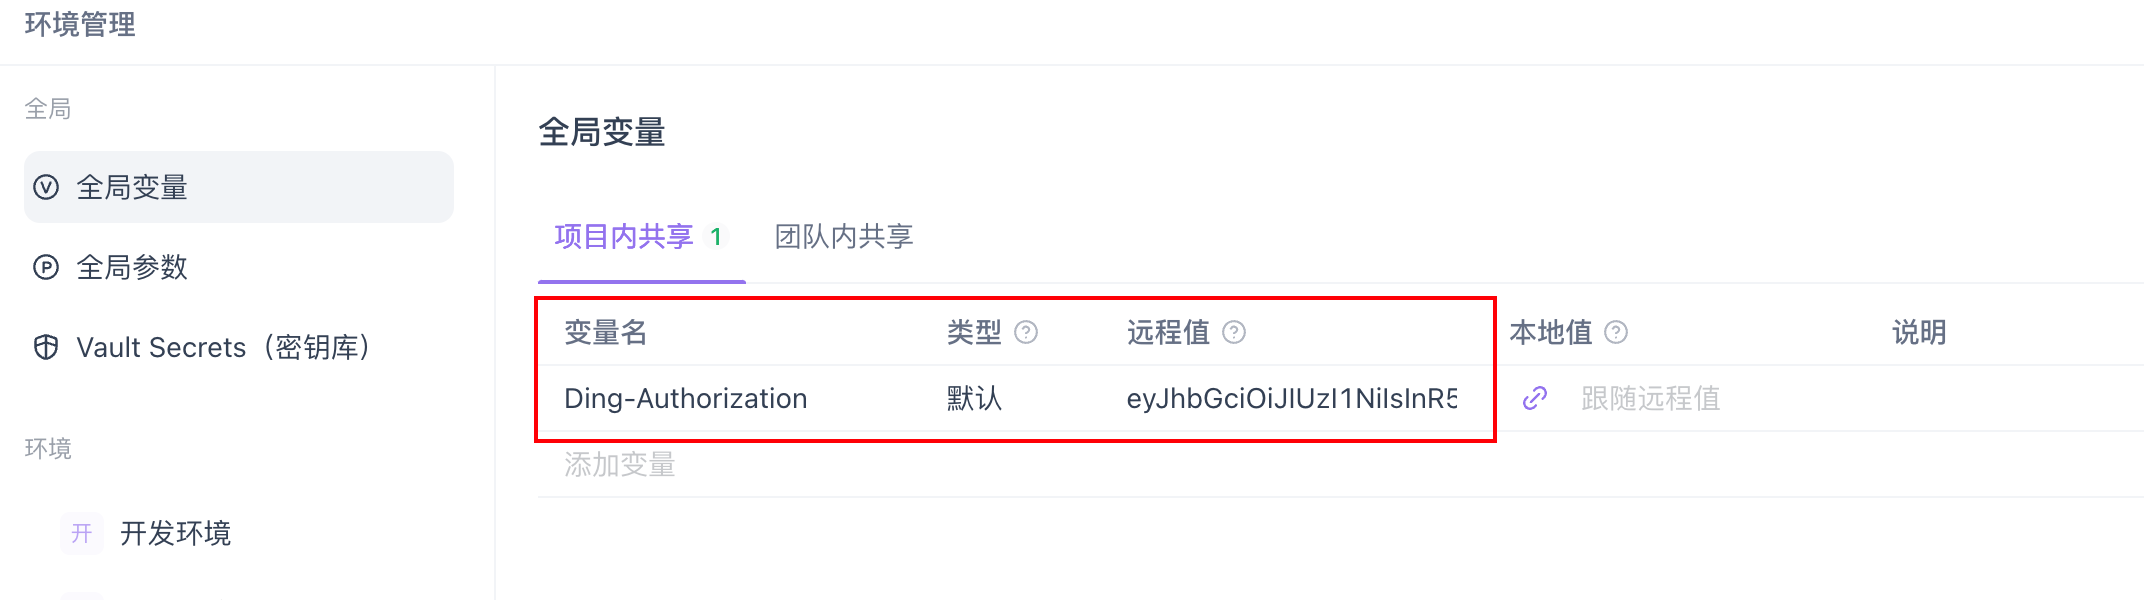 环境管理
全局
全局变量
全局参数
Vault Secrets（密钥库）
环境
开 开发环境
全局变量
项目内共享 1 团队内共享
变量名 类型 远程值 本地值 说明
Ding-Authorization 默认 eyJhbGciOiJIUzI1NiIsInR5 跟随远程值
添加变量